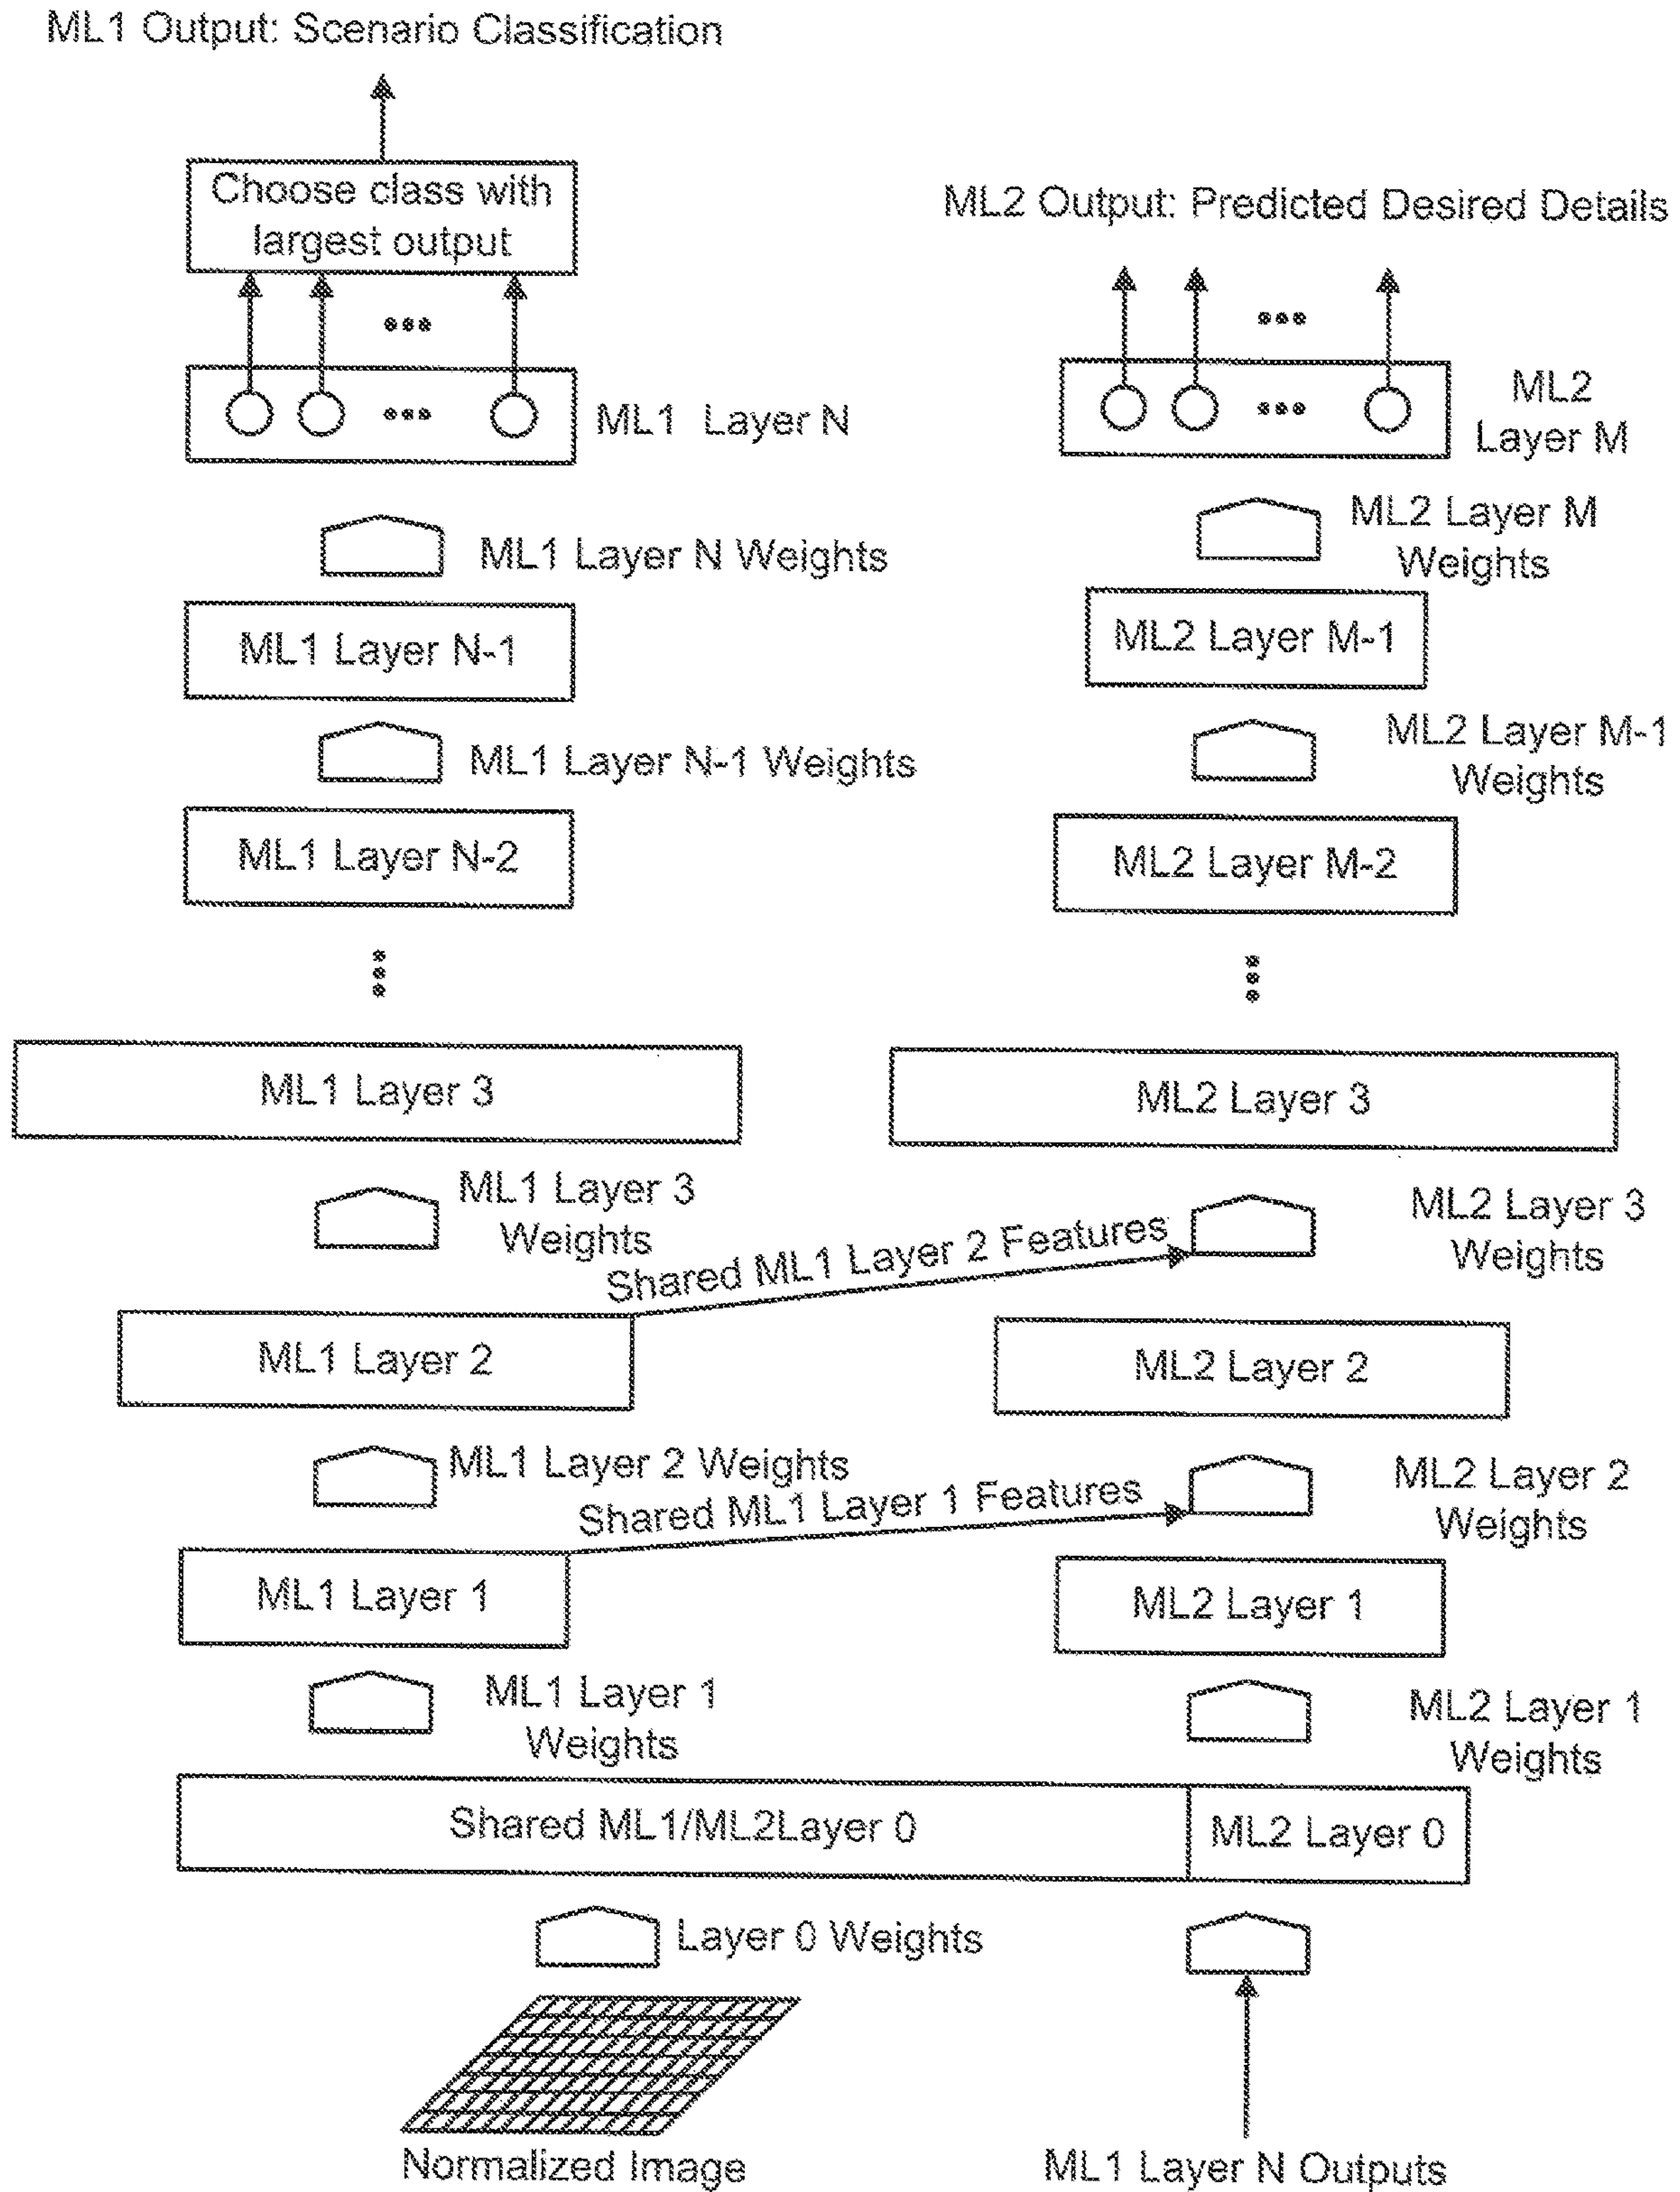 ML1 Output: Scenario Classification
Choose class with
largest output
ML2 Output: Predicted Desired Details
ML1 Layer N
ML2
Layer M
ML1 Layer N Weights
ML2 Layer M
Weights
ML1 Layer N-1
ML2 Layer M-1
ML1 Layer N-1 Weights
ML2 Layer M-1
Weights
ML1 Layer N-2
ML2 Layer M-2
ML1 Layer 3
ML2 Layer 3
ML1 Layer 3
Weights
Shared ML1 Layer 2 Features
ML2 Layer 3
Weights
ML1 Layer 2
ML2 Layer 2
ML1 Layer 2 Weights
Shared ML1 Layer 1 Features
ML2 Layer 2
Weights
ML1 Layer 1
ML2 Layer 1
ML1 Layer 1
Weights
ML2 Layer 1
Weights
Shared ML1/ML2Layer 0
ML2 Layer 0
Layer 0 Weights
Normalized Image
ML1 Layer N Outputs